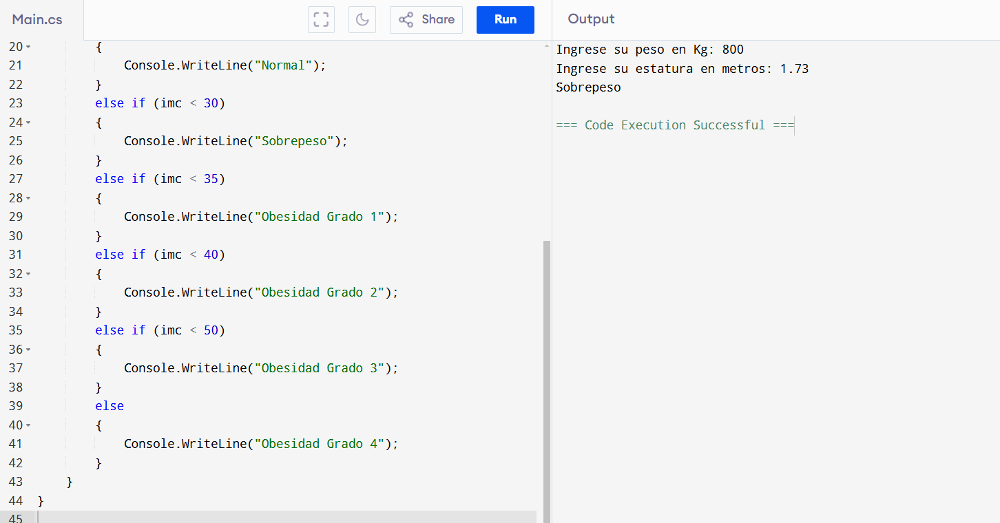 Main.cs
Share
Run
Output
20 {
21 Console.WriteLine("Normal");
22 }
23 else if (imc < 30)
24 {
25 Console.WriteLine("Sobrepeso");
26 }
27 else if (imc < 35)
28 {
29 Console.WriteLine("Obesidad Grado 1");
30 }
31 else if (imc < 40)
32 {
33 Console.WriteLine("Obesidad Grado 2");
34 }
35 else if (imc < 50)
36 {
37 Console.WriteLine("Obesidad Grado 3");
38 }
39 else
40 {
41 Console.WriteLine("Obesidad Grado 4");
42 }
43 }
44 }
45
Ingrese su peso en Kg: 800
Ingrese su estatura en metros: 1.73
Sobrepeso
=== Code Execution Successful ===